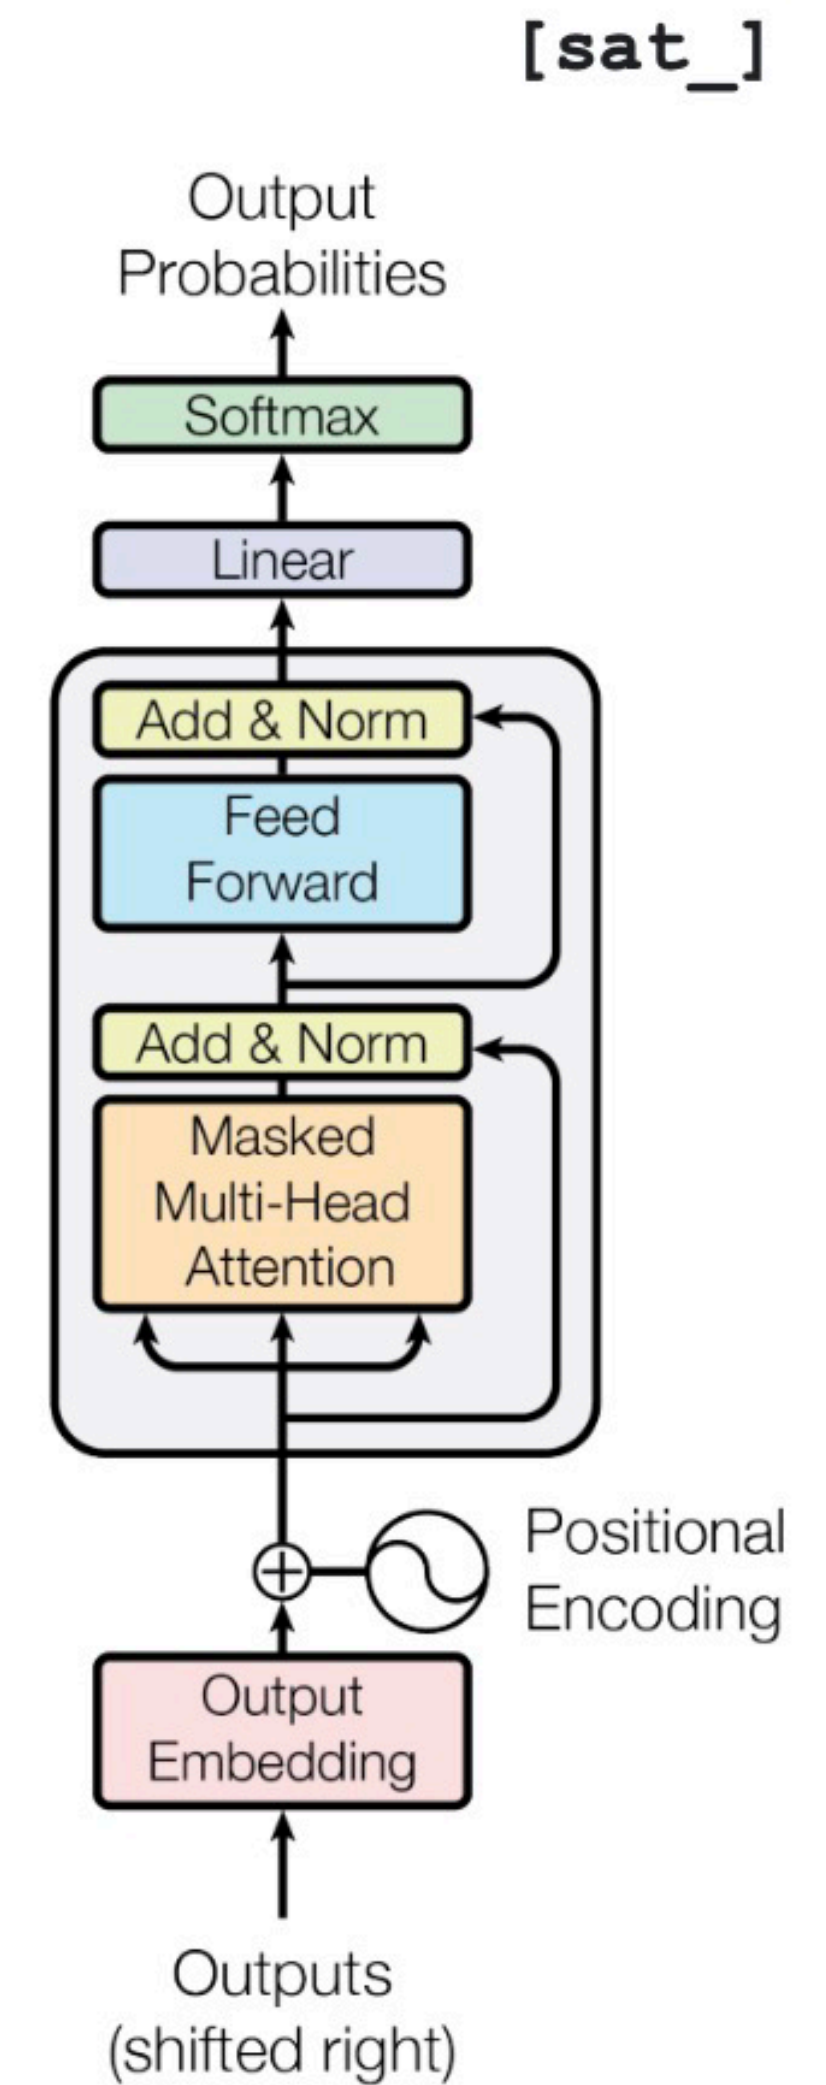 [sat_]
Output
Probabilities
Softmax
Linear
Add & Norm
Feed
Forward
Add & Norm
Masked
Multi-Head
Attention
Positional
Encoding
Output
Embedding
Outputs
(shifted right)